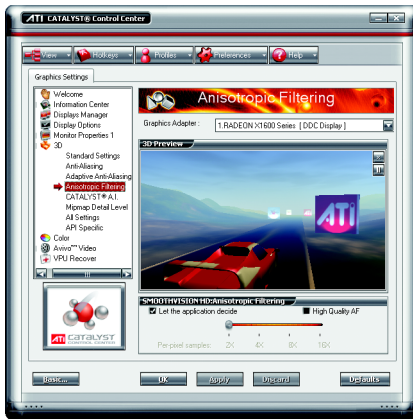 ATI CATALYST® Control Center
View
Hotkeys
Profiles
Preferences
Help
Graphics Settings
Welcome
Information Center
Displays Manager
Display Options
Monitor Properties 1
3D
Standard Settings
Anti-Aliasing
Adaptive Anti-Aliasing
Anisotropic Filtering
CATALYST® A.I.
Mipmap Detail Level
All Settings
API Specific
Color
Avivo™ Video
VPU Recover
ATI CATALYST
CONTROL CENTER
Anisotropic Filtering
Graphics Adapter :
1.RADEON X1600 Series [ DDC Display ]
3D Preview
ATI
SMOOTHVISION HD:Anisotropic Filtering
Let the application decide
High Quality AF
Per-pixel samples: 2X 4X 8X 16X
Basic...
OK
Apply
Discard
Defaults